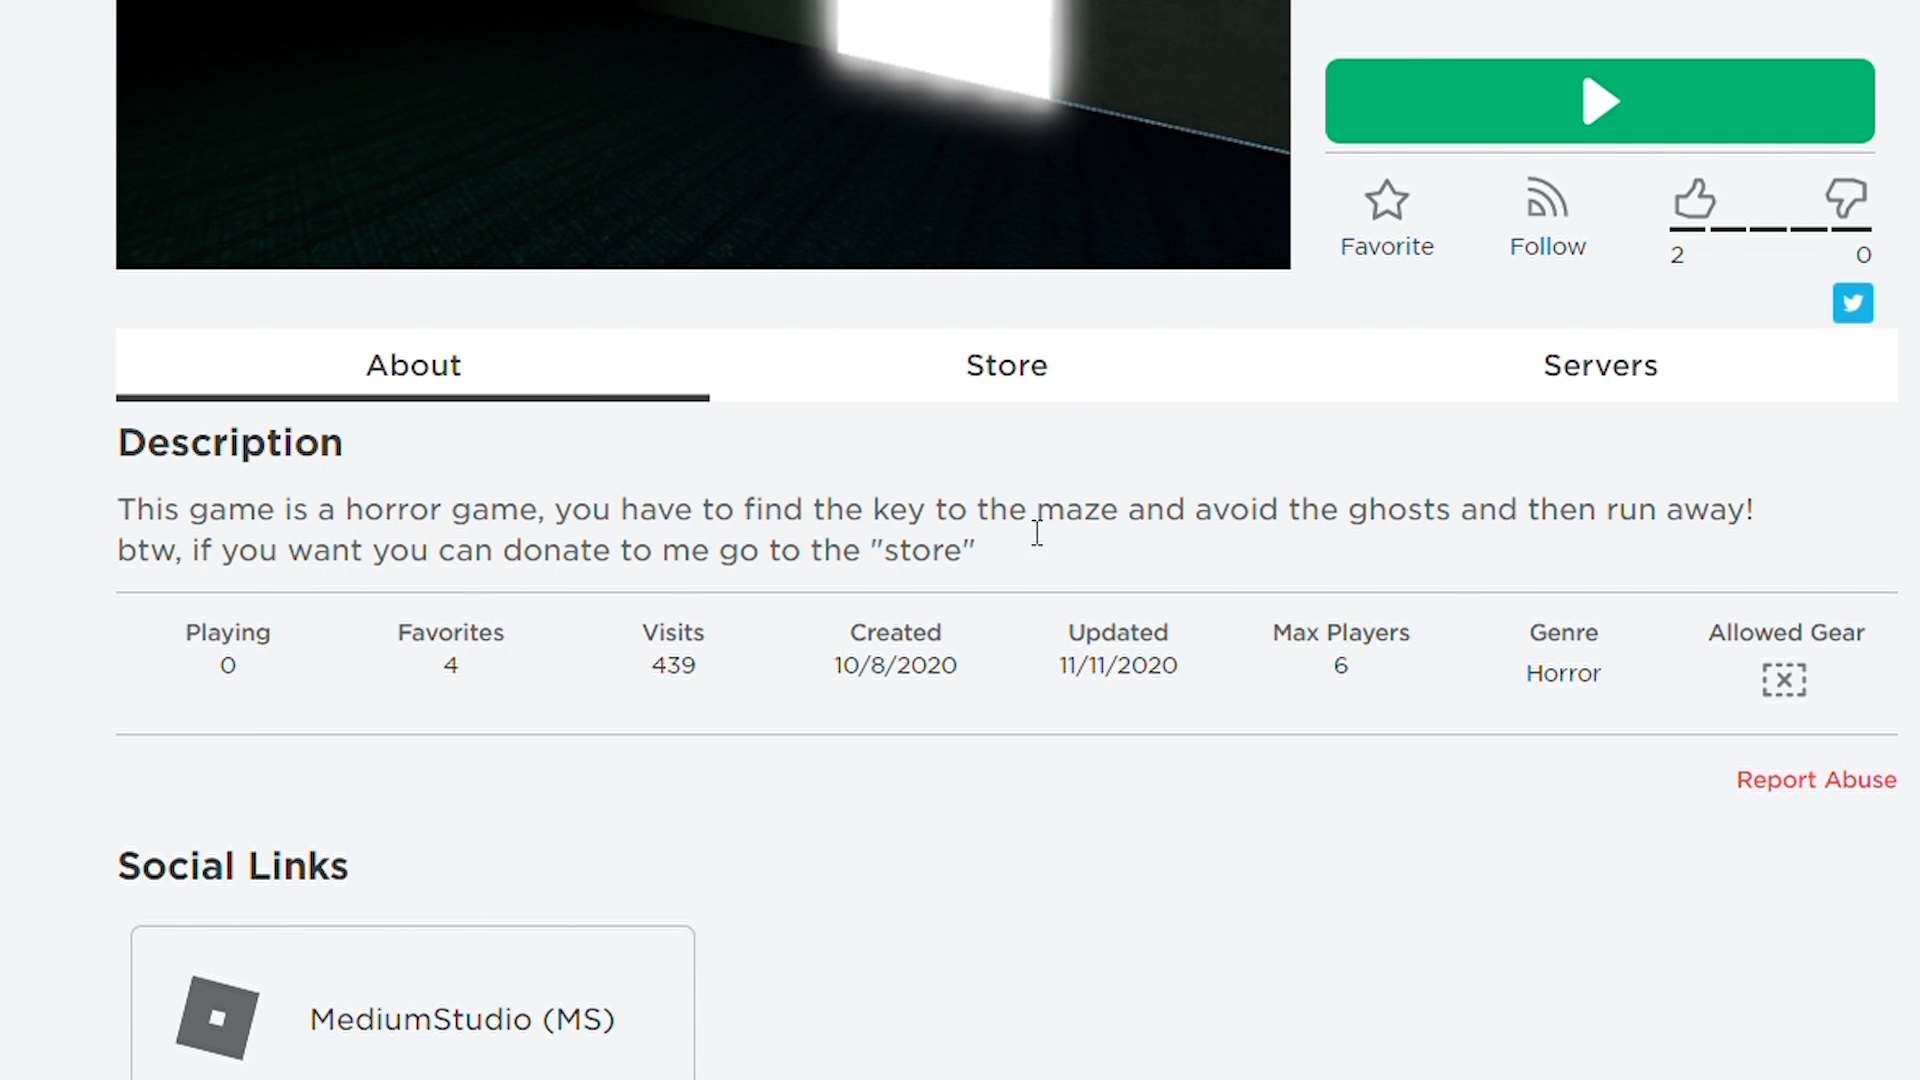 Favorite
Follow
2
0
About
Store
Servers
Description
This game is a horror game, you have to find the key to the maze and avoid the ghosts and then run away!
btw, if you want you can donate to me go to the "store"
Playing
0
Favorites
4
Visits
439
Created
10/8/2020
Updated
11/11/2020
Max Players
6
Genre
Horror
Allowed Gear
Report Abuse
Social Links
MediumStudio (MS)